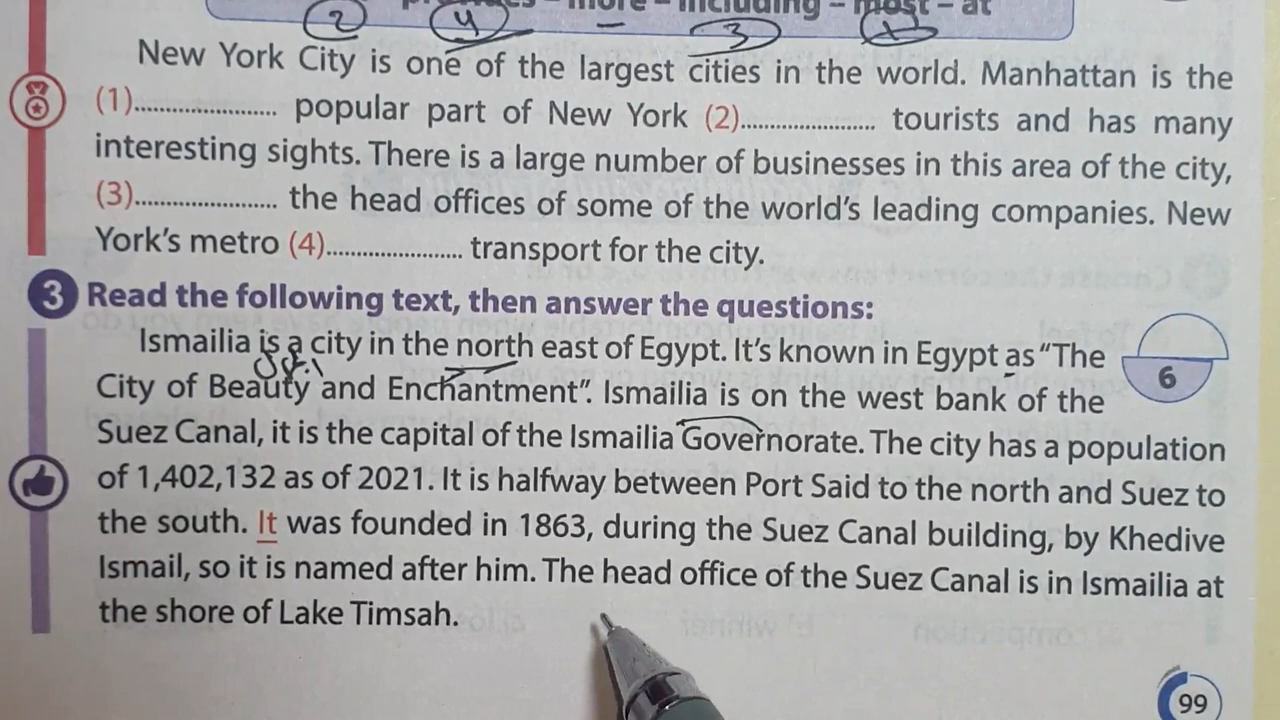 more – including – most – at
2 4 – 3 1
New York City is one of the largest cities in the world. Manhattan is the
(1)........................ popular part of New York (2)...................... tourists and has many
interesting sights. There is a large number of businesses in this area of the city,
(3)........................ the head offices of some of the world's leading companies. New
York's metro (4)....................... transport for the city.
3 Read the following text, then answer the questions:
Ismailia is a city in the north east of Egypt. It's known in Egypt as "The
City of Beauty and Enchantment". Ismailia is on the west bank of the
6
Suez Canal, it is the capital of the Ismailia Governorate. The city has a population
of 1,402,132 as of 2021. It is halfway between Port Said to the north and Suez to
the south. It was founded in 1863, during the Suez Canal building, by Khedive
Ismail, so it is named after him. The head office of the Suez Canal is in Ismailia at
the shore of Lake Timsah.
99